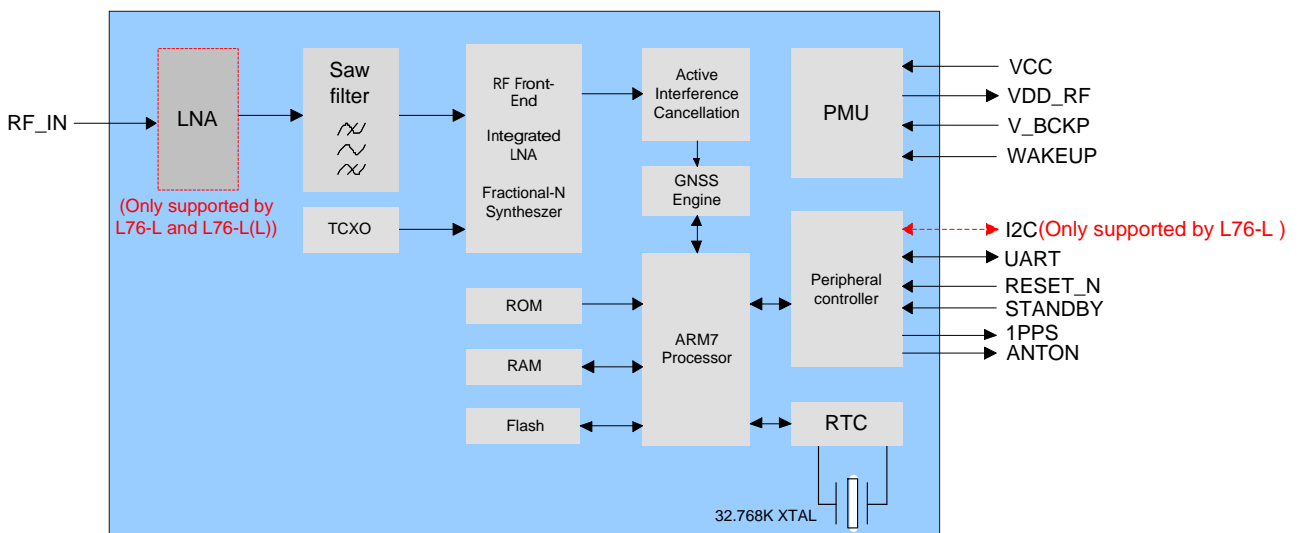 RF_IN
LNA
(Only supported by
L76-L and L76-L(L))
Saw
filter
TCXO
RF Front-
End
Integrated
LNA
Fractional-N
Syntheszer
Active
Interference
Cancellation
GNSS
Engine
ROM
RAM
Flash
ARM7
Processor
PMU
Peripheral
controller
RTC
32.768K XTAL
VCC
VDD_RF
V_BCKP
WAKEUP
I2C(Only supported by L76-L )
UART
RESET_N
STANDBY
1PPS
ANTON